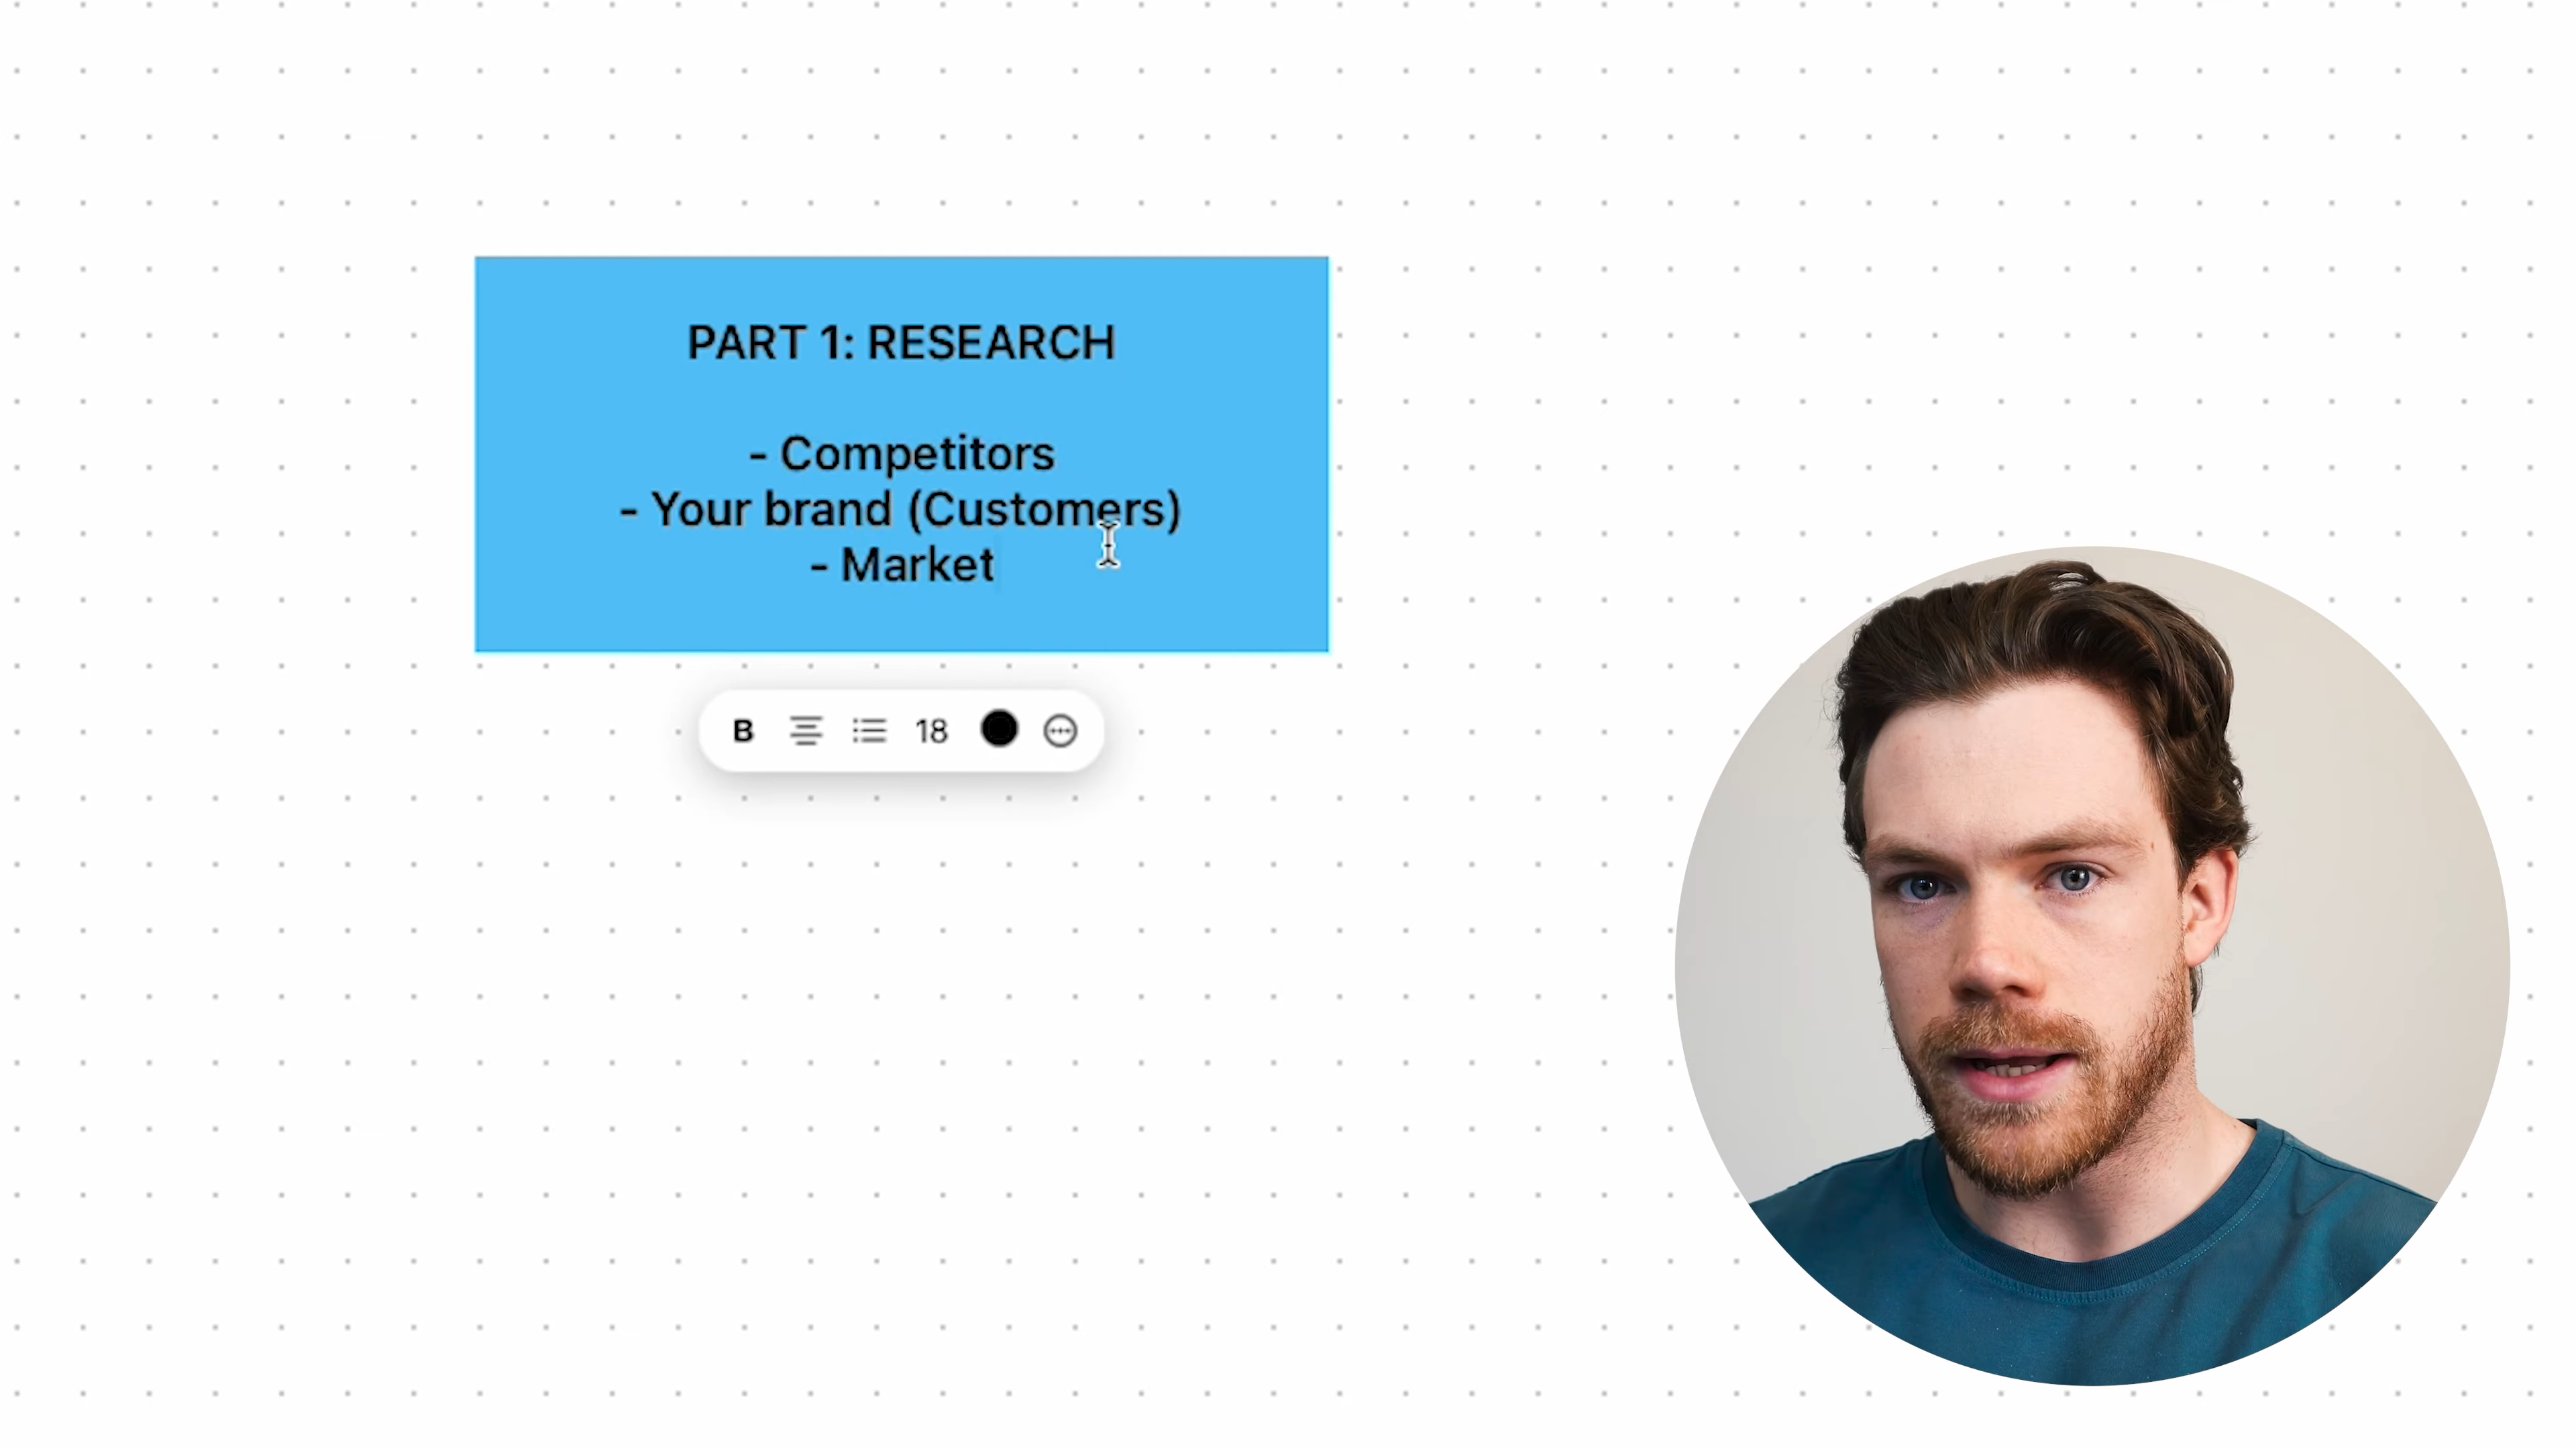 PART 1: RESEARCH
- Competitors
- Your brand (Customers)
- Market
B
18